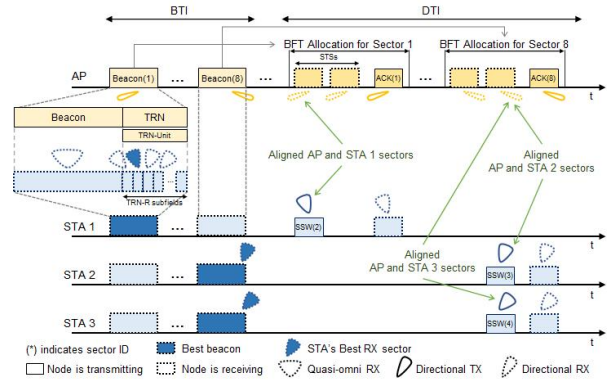 BTI
DTI
BFT Allocation for Sector 1
BFT Allocation for Sector 8
STSs
AP
Beacon(1)
...
Beacon(8)
...
ACK(1)
...
ACK(8)
t
Beacon
TRN
TRN-Unit
...
TRN-R subfields
Aligned
AP and STA 1 sectors
Aligned
AP and STA 2 sectors
STA 1
...
SSW(2)
t
Aligned
AP and STA 3 sectors
STA 2
...
SSW(3)
t
STA 3
...
SSW(4)
t
(*) indicates sector ID
Best beacon
STA's Best RX sector
Node is transmitting
Node is receiving
Quasi-omni RX
Directional TX
Directional RX